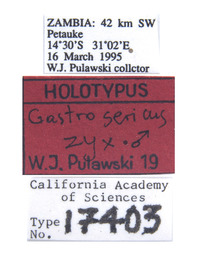 ZAMBIA: 42 km SW
Petauke
14°30'S 31°02'E
16 March 1995
W.J. Pulawski collctor
HOLOTYPUS
Gastrosericus
zyx ♂
W.J. Pulawski 19
California Academy
of Sciences
Type
No. 17403